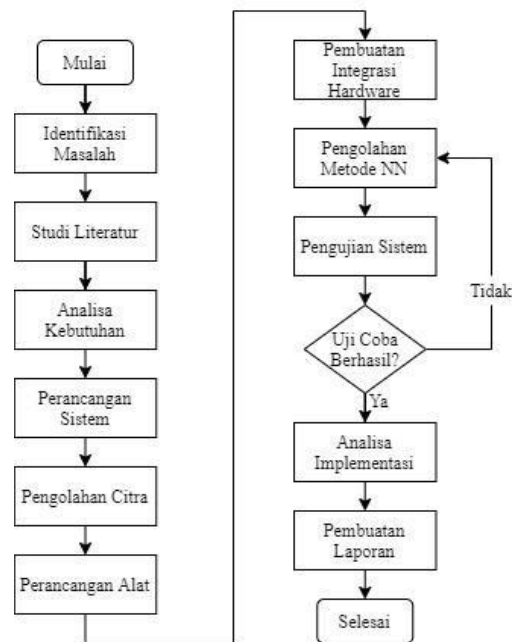 Mulai
Identifikasi
Masalah
Studi Literatur
Analisa
Kebutuhan
Perancangan
Sistem
Pengolahan Citra
Perancangan Alat
Pembuatan
Integrasi
Hardware
Pengolahan
Metode NN
Pengujian Sistem
Uji Coba
Berhasil?
Tidak
Ya
Analisa
Implementasi
Pembuatan
Laporan
Selesai